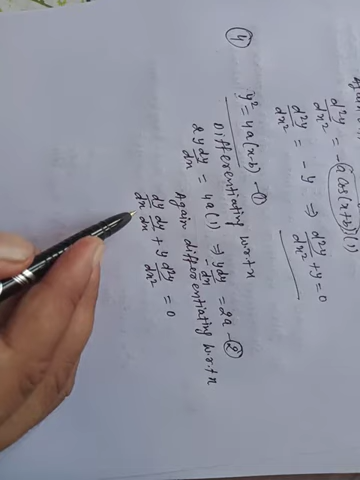 d²y/dx² = -a cos(x+b)(1)
d²y/dx² = -y ⇒ d²y/dx² + y = 0
④ y² = 4a(x-b) -①
Differentiating w.r.t x
2y dy/dx = 4a(1) ⇒ y dy/dx = 2a -②
Again differentiating w.r.t x
dy/dx dy/dx + y d²y/dx² = 0